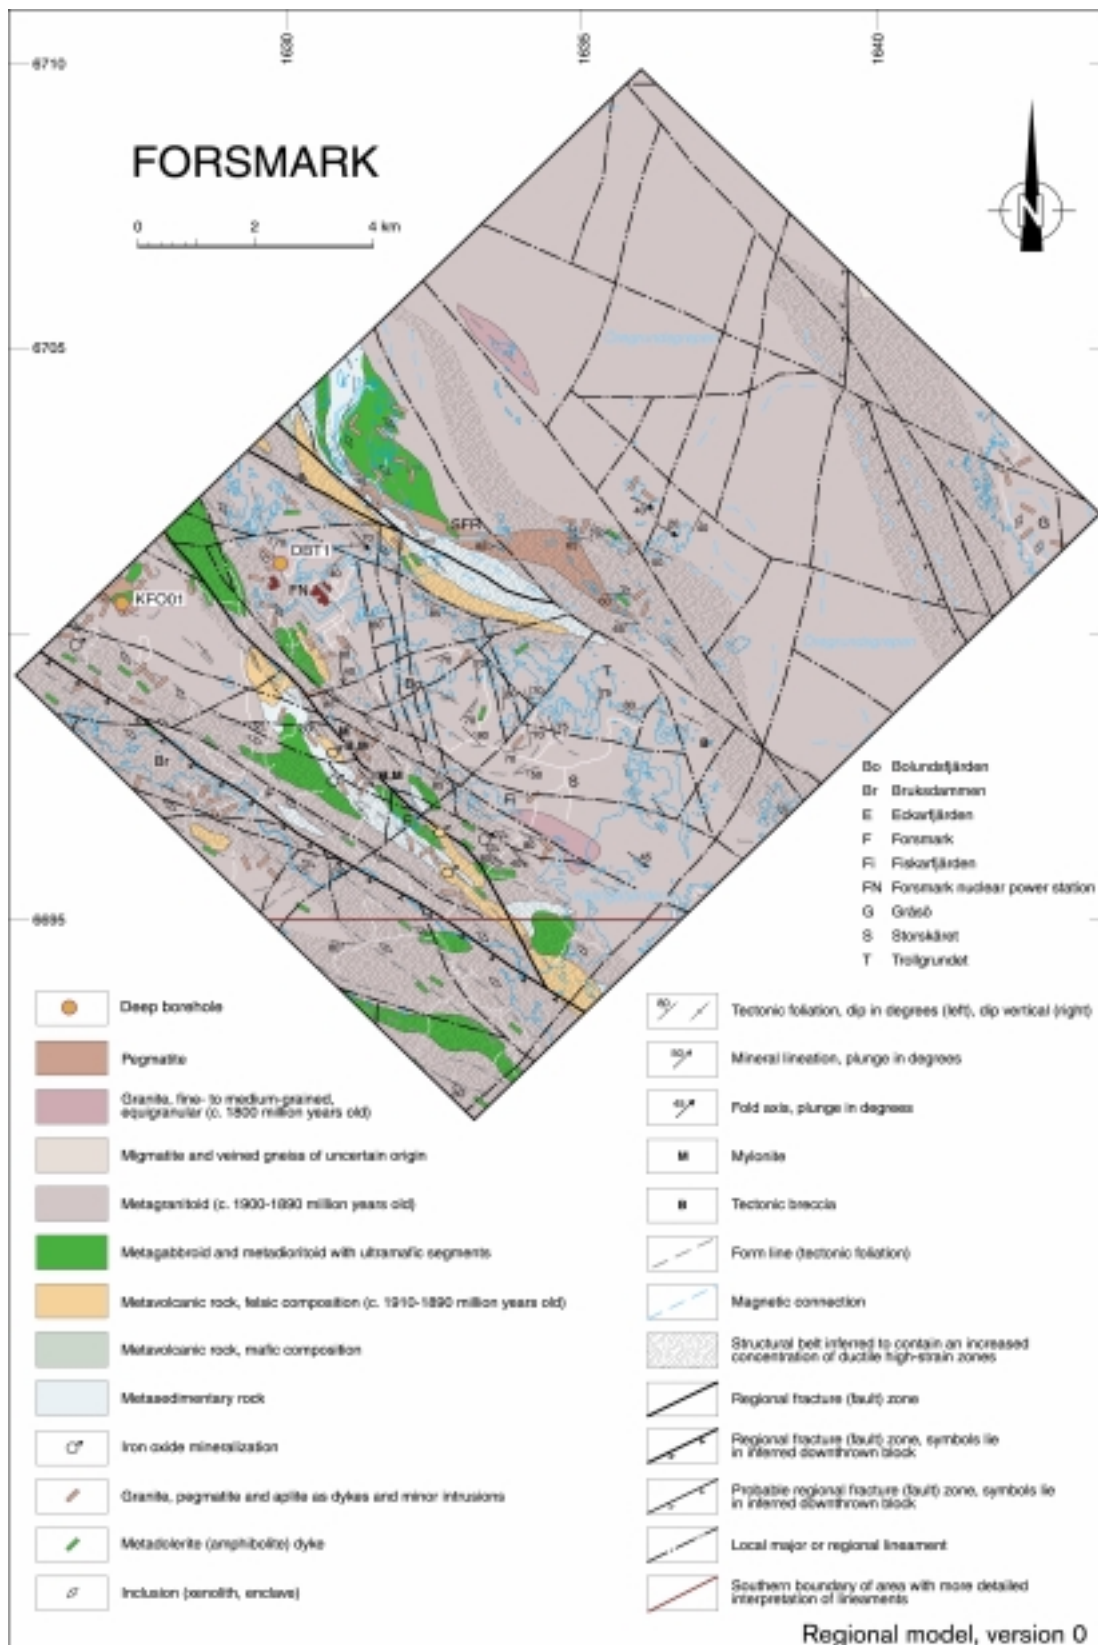 1630
1635
1640
6710
FORSMARK
0 2 4 km
N
6705
SFR
DBT1
G
FN
KFO01
T
Bo
B
Br
M
S
Fi
F
6695
Bo Bolundsfjärden
Br Bruksdammen
E Eckarfjärden
F Forsmark
Fi Fiskarfjärden
FN Forsmark nuclear power station
G Gräsö
S Storskäret
T Trollgrundet
Deep borehole
Pegmatite
Granite, fine- to medium-grained,
equigranular (c. 1800 million years old)
Migmatite and veined gneiss of uncertain origin
Metagranitoid (c. 1900-1890 million years old)
Metagabbroid and metadioritoid with ultramafic segments
Metavolcanic rock, felsic composition (c. 1910-1890 million years old)
Metavolcanic rock, mafic composition
Metasedimentary rock
Iron oxide mineralization
Granite, pegmatite and aplite as dykes and minor intrusions
Metadolerite (amphibolite) dyke
Inclusion (xenolith, enclave)
Tectonic foliation, dip in degrees (left), dip vertical (right)
Mineral lineation, plunge in degrees
Fold axis, plunge in degrees
M Mylonite
B Tectonic breccia
Form line (tectonic foliation)
Magnetic connection
Structural belt inferred to contain an increased
concentration of ductile high-strain zones
Regional fracture (fault) zone
Regional fracture (fault) zone, symbols lie
in inferred downthrown block
Probable regional fracture (fault) zone, symbols lie
in inferred downthrown block
Local major or regional lineament
Southern boundary of area with more detailed
interpretation of lineaments
Regional model, version 0